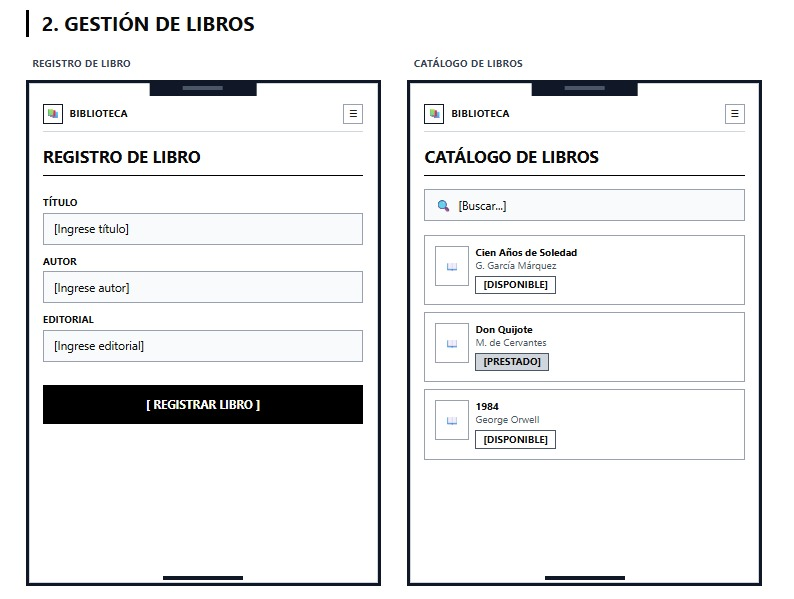 2. GESTIÓN DE LIBROS
REGISTRO DE LIBRO
BIBLIOTECA
REGISTRO DE LIBRO
TÍTULO
[Ingrese título]
AUTOR
[Ingrese autor]
EDITORIAL
[Ingrese editorial]
[ REGISTRAR LIBRO ]
CATÁLOGO DE LIBROS
BIBLIOTECA
CATÁLOGO DE LIBROS
[Buscar...]
Cien Años de Soledad
G. García Márquez
[DISPONIBLE]
Don Quijote
M. de Cervantes
[PRESTADO]
1984
George Orwell
[DISPONIBLE]